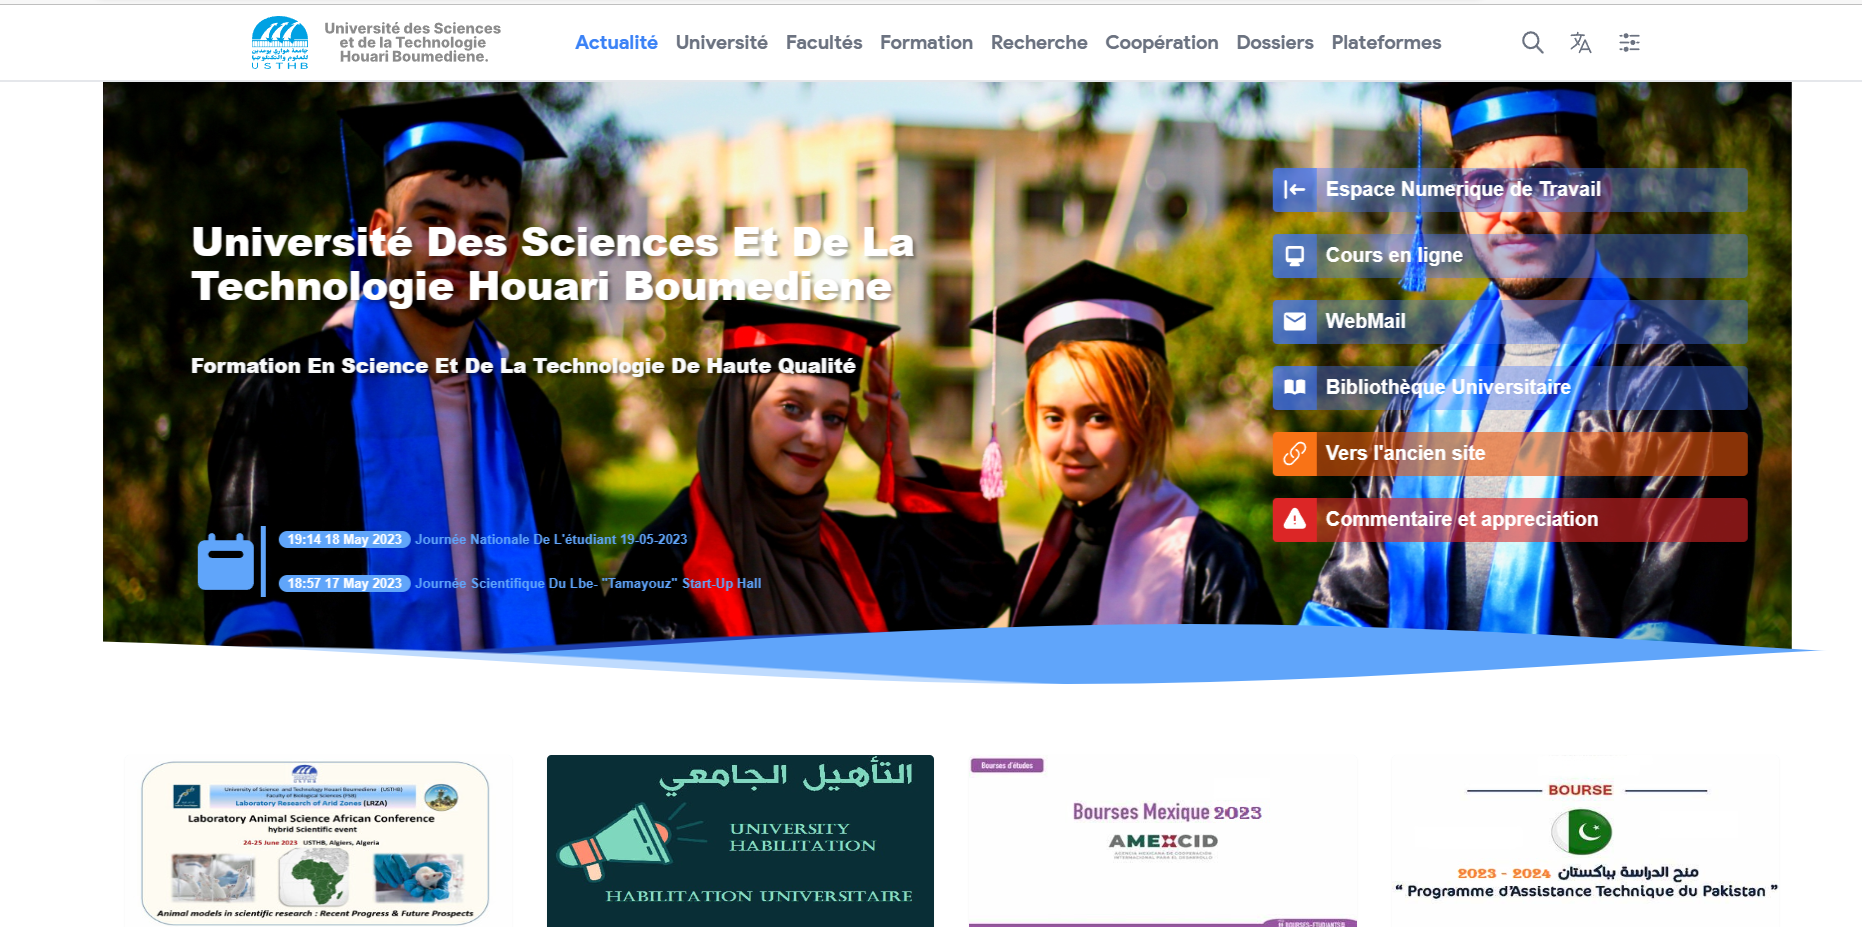 Université des Sciences
et de la Technologie
Houari Boumediene.
جامعة هواري بومدين
للعلوم والتكنولوجيا
USTHB
Actualité Université Facultés Formation Recherche Coopération Dossiers Plateformes
Université Des Sciences Et De La
Technologie Houari Boumediene
Formation En Science Et De La Technologie De Haute Qualité
19:14 18 May 2023 Journée Nationale De L'étudiant 19-05-2023
18:57 17 May 2023 Journée Scientifique Du Lbe- "Tamayouz" Start-Up Hall
Espace Numerique de Travail
Cours en ligne
WebMail
Bibliothèque Universitaire
Vers l'ancien site
Commentaire et appreciation
USTHB
University of Science and Technology Houari Boumediene (USTHB)
Faculty of Biological Sciences (FSB)
Laboratory Research of Arid Zones (LRZA)
Laboratory Animal Science African Conference
hybrid Scientific event
24-25 June 2023 USTHB, Algiers, Algeria
Animal models in scientific research : Recent Progress & Future Prospects
التأهيل الجامعي
UNIVERSITY
HABILITATION
HABILITATION UNIVERSITAIRE
Bourses d'études
Bourses Mexique 2023
AMEXCID
AGENCIA MEXICANA DE COOPERACIÓN
INTERNACIONAL PARA EL DESARROLLO
BOURSE
منح الدراسة بباكستان 2023 - 2024
“ Programme d'Assistance Technique du Pakistan ”